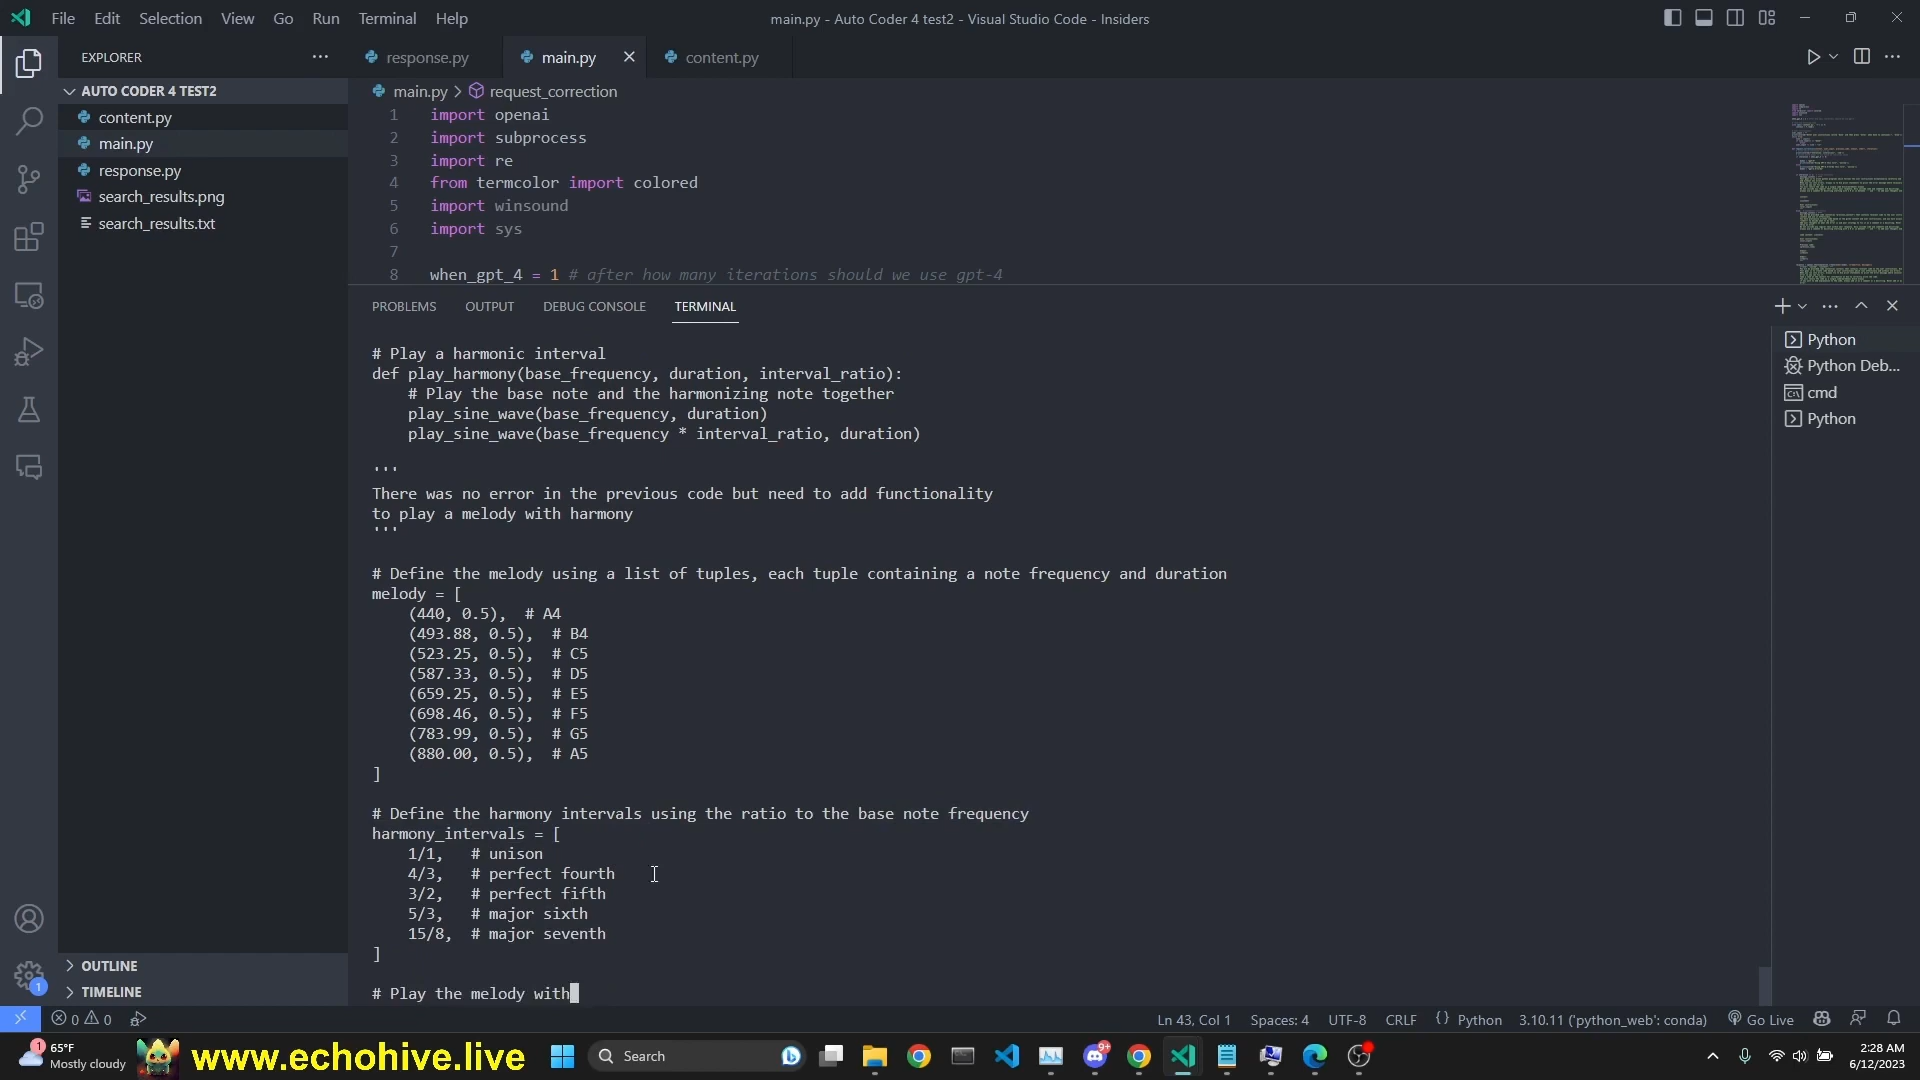 File Edit Selection View Go Run Terminal Help
main.py - Auto Coder 4 test2 - Visual Studio Code - Insiders
EXPLORER
response.py main.py content.py
AUTO CODER 4 TEST2
content.py
main.py
response.py
search_results.png
search_results.txt
OUTLINE
TIMELINE
main.py > request_correction
1 import openai
2 import subprocess
3 import re
4 from termcolor import colored
5 import winsound
6 import sys
7
8 when_gpt_4 = 1 # after how many iterations should we use gpt-4
PROBLEMS OUTPUT DEBUG CONSOLE TERMINAL
# Play a harmonic interval
def play_harmony(base_frequency, duration, interval_ratio):
    # Play the base note and the harmonizing note together
    play_sine_wave(base_frequency, duration)
    play_sine_wave(base_frequency * interval_ratio, duration)
'''
There was no error in the previous code but need to add functionality
to play a melody with harmony
'''
# Define the melody using a list of tuples, each tuple containing a note frequency and duration
melody = [
    (440, 0.5),  # A4
    (493.88, 0.5),  # B4
    (523.25, 0.5),  # C5
    (587.33, 0.5),  # D5
    (659.25, 0.5),  # E5
    (698.46, 0.5),  # F5
    (783.99, 0.5),  # G5
    (880.00, 0.5),  # A5
]
# Define the harmony intervals using the ratio to the base note frequency
harmony_intervals = [
    1/1,   # unison
    4/3,   # perfect fourth
    3/2,   # perfect fifth
    5/3,   # major sixth
    15/8,  # major seventh
]
# Play the melody with
Python
Python Deb...
cmd
Python
1
0 0
Ln 43, Col 1 Spaces: 4 UTF-8 CRLF Python 3.10.11 ('python_web': conda) Go Live
1
65°F
Mostly cloudy
www.echohive.live
Search
9+
2:28 AM
6/12/2023